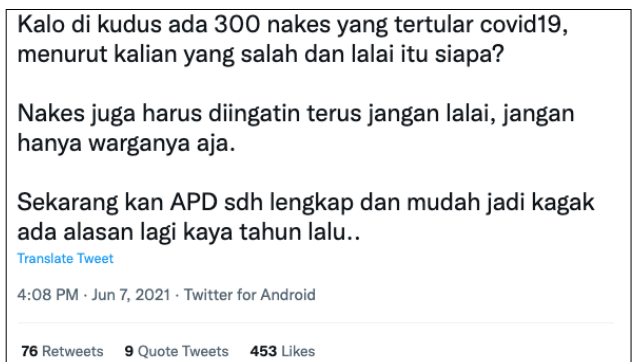 Kalo di kudus ada 300 nakes yang tertular covid19,
menurut kalian yang salah dan lalai itu siapa?
Nakes juga harus diingatin terus jangan lalai, jangan
hanya warganya aja.
Sekarang kan APD sdh lengkap dan mudah jadi kagak
ada alasan lagi kaya tahun lalu..
Translate Tweet
4:08 PM · Jun 7, 2021 · Twitter for Android
76 Retweets 9 Quote Tweets 453 Likes